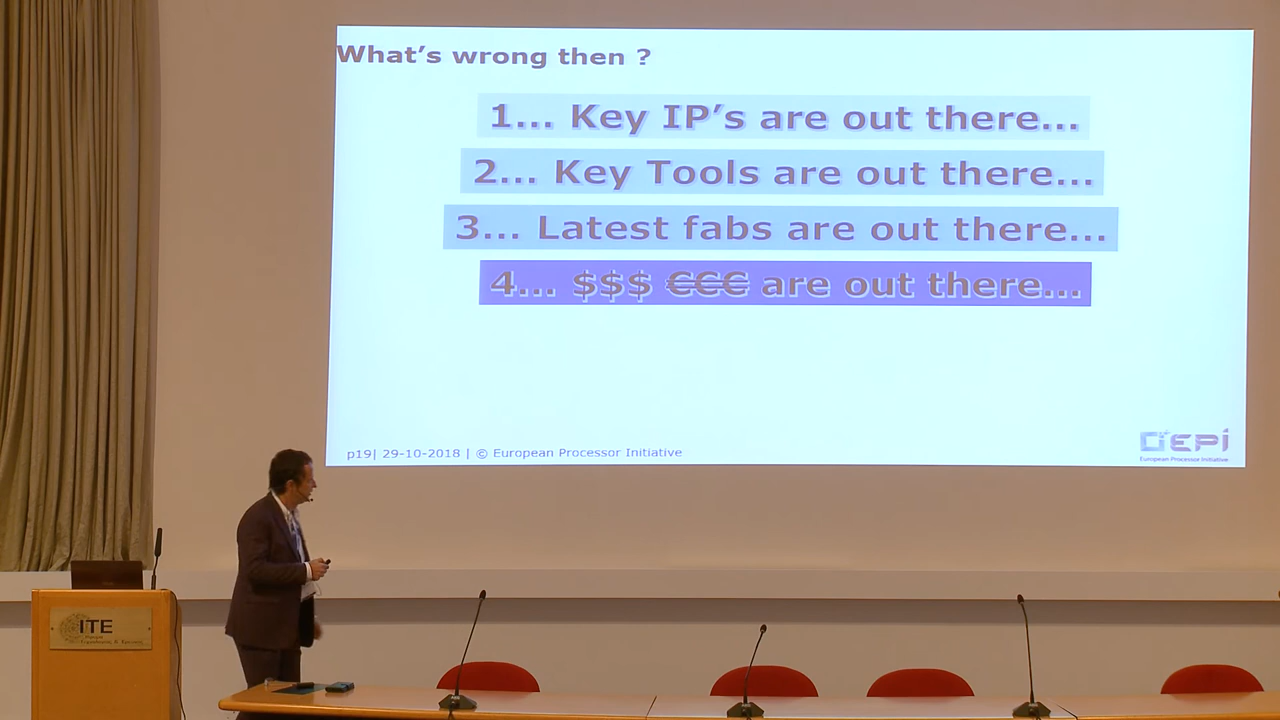 What's wrong then ?
1... Key IP's are out there...
2... Key Tools are out there...
3... Latest fabs are out there...
4... $$$ €€€ are out there...
p19| 29-10-2018 | © European Processor Initiative
EPI
European Processor Initiative
ITE